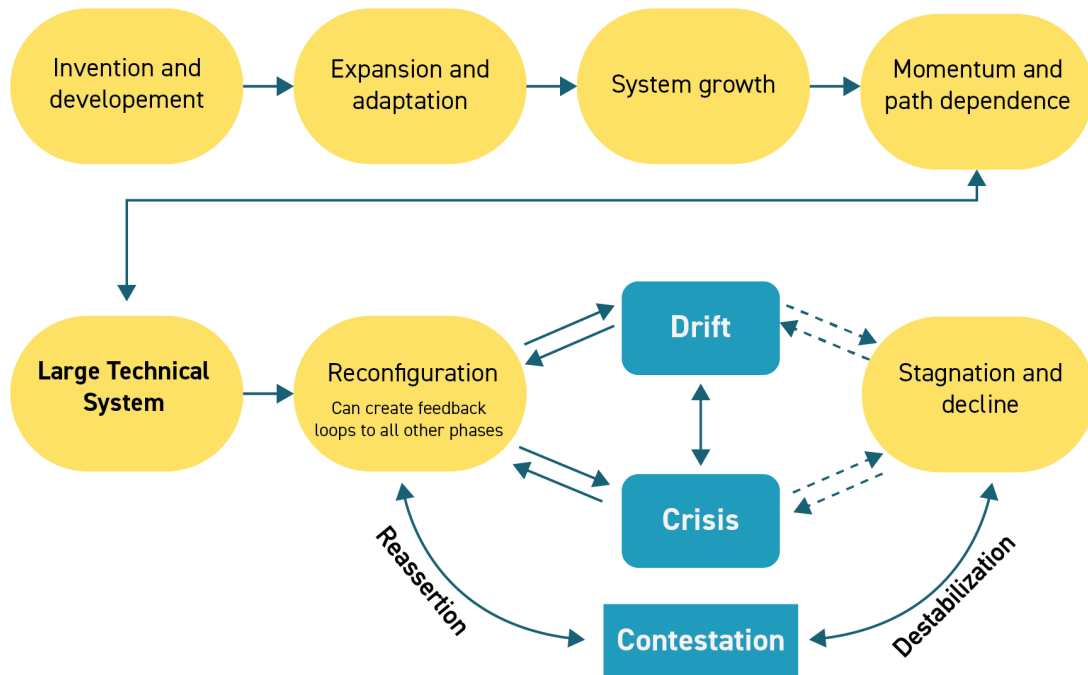 Invention and
developement
Expansion and
adaptation
System growth
Momentum and
path dependence
Large Technical
System
Reconfiguration
Can create feedback
loops to all other phases
Drift
Crisis
Stagnation and
decline
Reassertion
Contestation
Destabilization